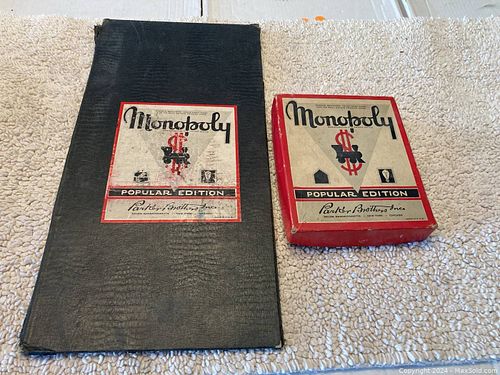 Monopoly
POPULAR EDITION
Parker Brothers Inc.
Monopoly
POPULAR EDITION
Parker Brothers Inc.
Copyright © 2024 - MaxSold.com